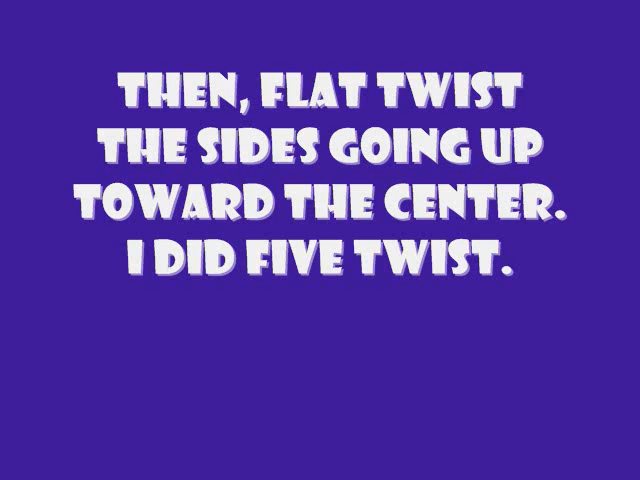 THEN, FLAT TWIST
THE SIDES GOING UP
TOWARD THE CENTER.
I DID FIVE TWIST.